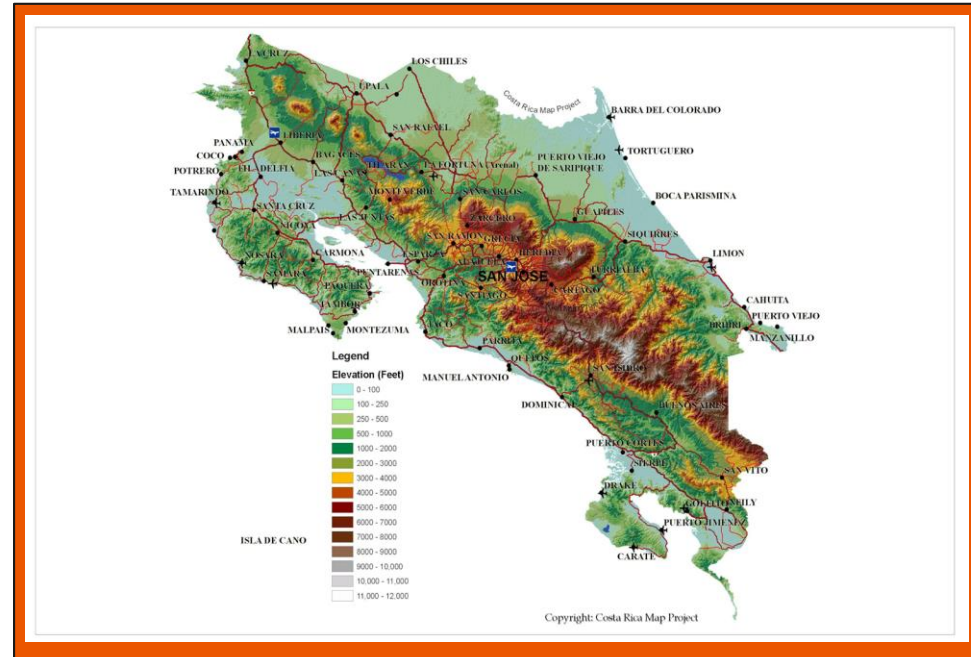 LA CRUZ
LOS CHILES
UPALA
Costa Rica Map Project
BARRA DEL COLORADO
SAN RAFAEL
LIBERIA
PANAMA
TORTUGUERO
COCO
BAGACES
TILARAN
LA FORTUNA (Arenal)
PUERTO VIEJO
DE SARIPIQUE
POTRERO
FILADELFIA
LAS CANAS
TAMARINDO
MONTEVERDE
SAN CARLOS
BOCA PARISMINA
SANTA CRUZ
LAS JUNTAS
ZARCERO
GUAPILES
NICOYA
SAN RAMON
GRECIA
SIQUIRRES
NOSARA
CARMONA
ESPARZA
ALAJUELA
HEREDIA
LIMON
PUNTARENAS
SAN JOSE
TURRIALBA
SAMARA
PAQUERA
OROTINA
CARTAGO
SANTIAGO
TAMBOR
CAHUITA
PUERTO VIEJO
MALPAIS
MONTEZUMA
JACO
BRIBRI
MANZANILLO
PARRITA
Legend
QUEPOS
Elevation (Feet)
MANUEL ANTONIO
SAN ISIDRO
0 - 100
100 - 250
DOMINICAL
BUENOS AIRES
250 - 500
500 - 1000
1000 - 2000
PUERTO CORTES
2000 - 3000
SIERPE
SAN VITO
3000 - 4000
4000 - 5000
DRAKE
5000 - 6000
GOLFITO
NEILY
6000 - 7000
PUERTO JIMENEZ
7000 - 8000
ISLA DE CANO
8000 - 9000
CARATE
9000 - 10,000
10,000 - 11,000
11,000 - 12,000
Copyright: Costa Rica Map Project